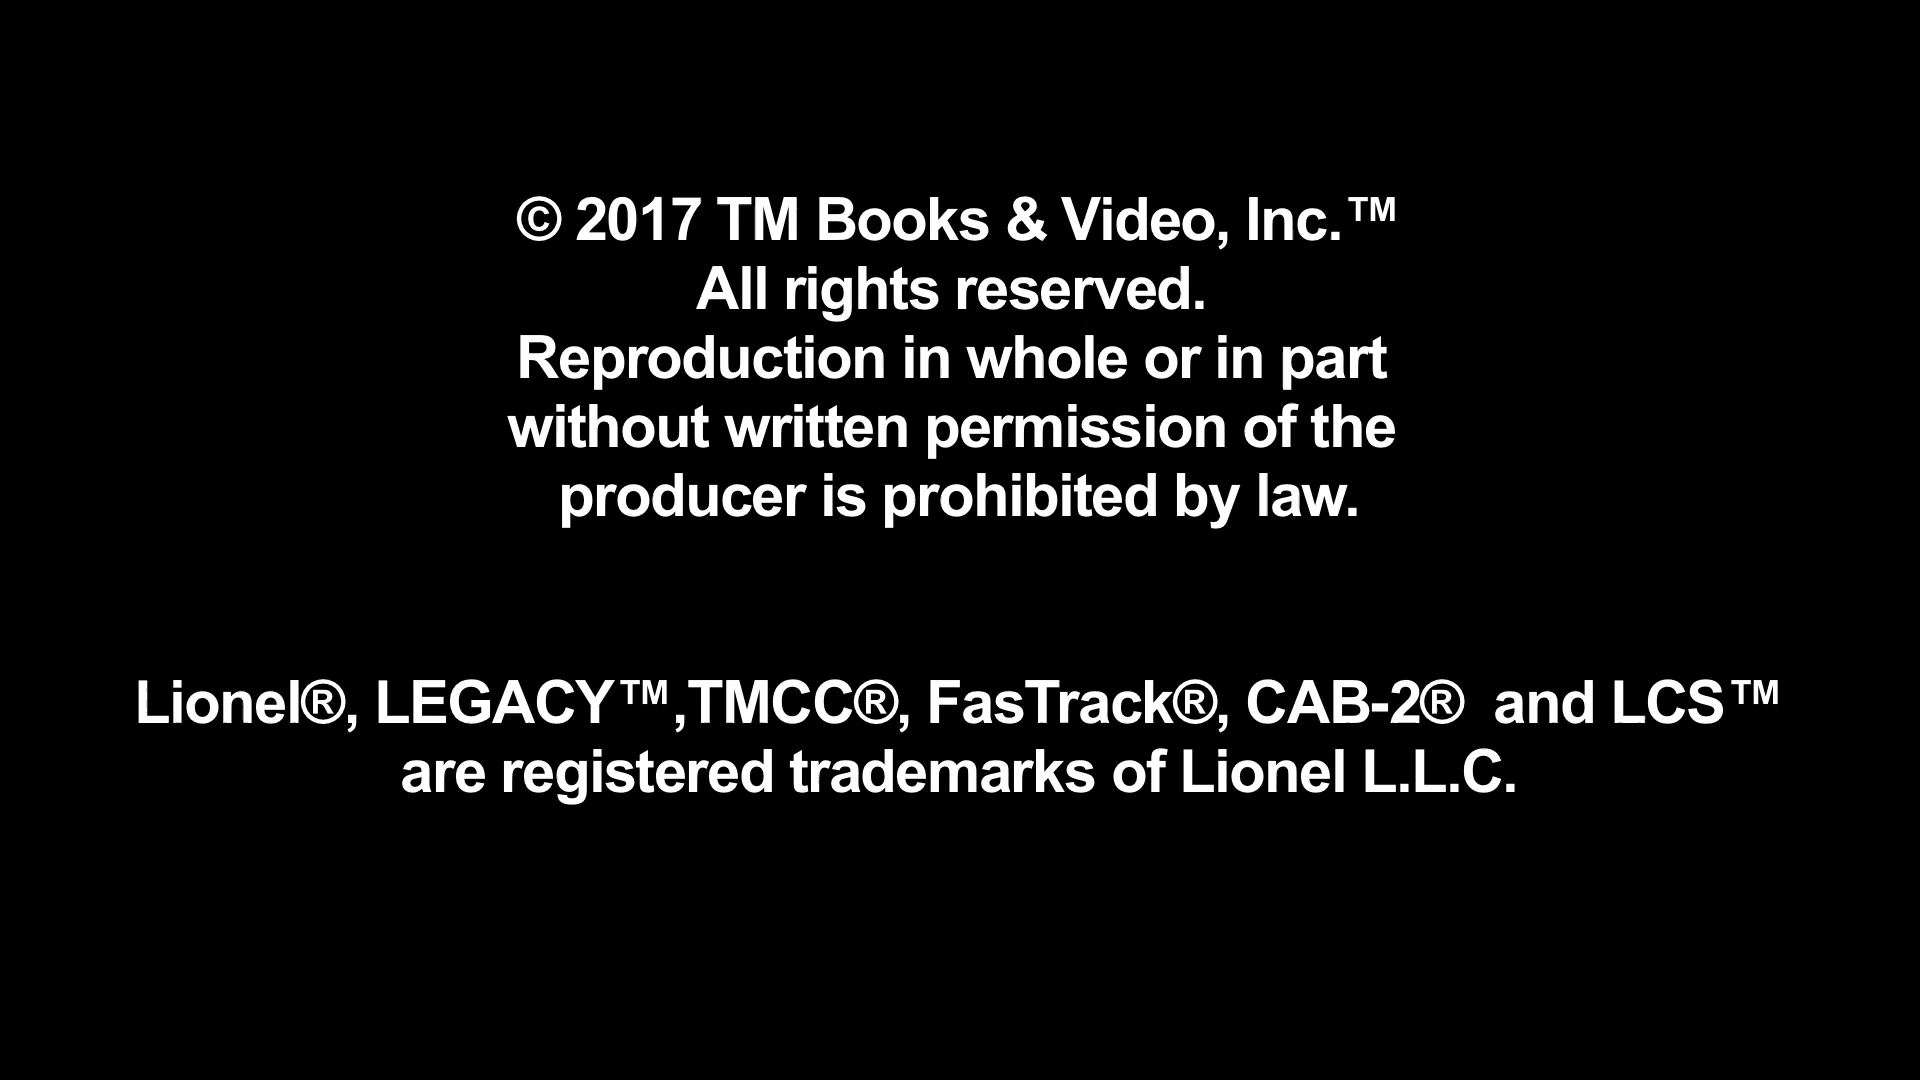 © 2017 TM Books & Video, Inc.™
All rights reserved.
Reproduction in whole or in part
without written permission of the
producer is prohibited by law.
Lionel®, LEGACY™,TMCC®, FasTrack®, CAB-2®  and LCS™
are registered trademarks of Lionel L.L.C.